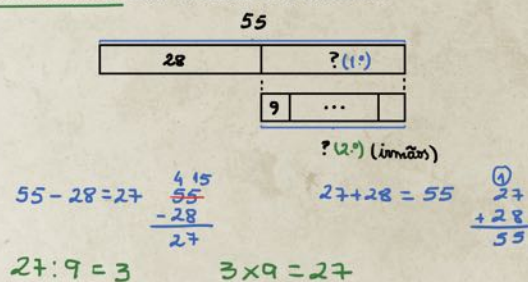 55
28 ?(1º)
9 ...
?(2.º) (irmãos)
55 - 28 = 27
4 15
55
- 28
27
27 + 28 = 55
1
27
+ 28
55
27 : 9 = 3 3 x 9 = 27